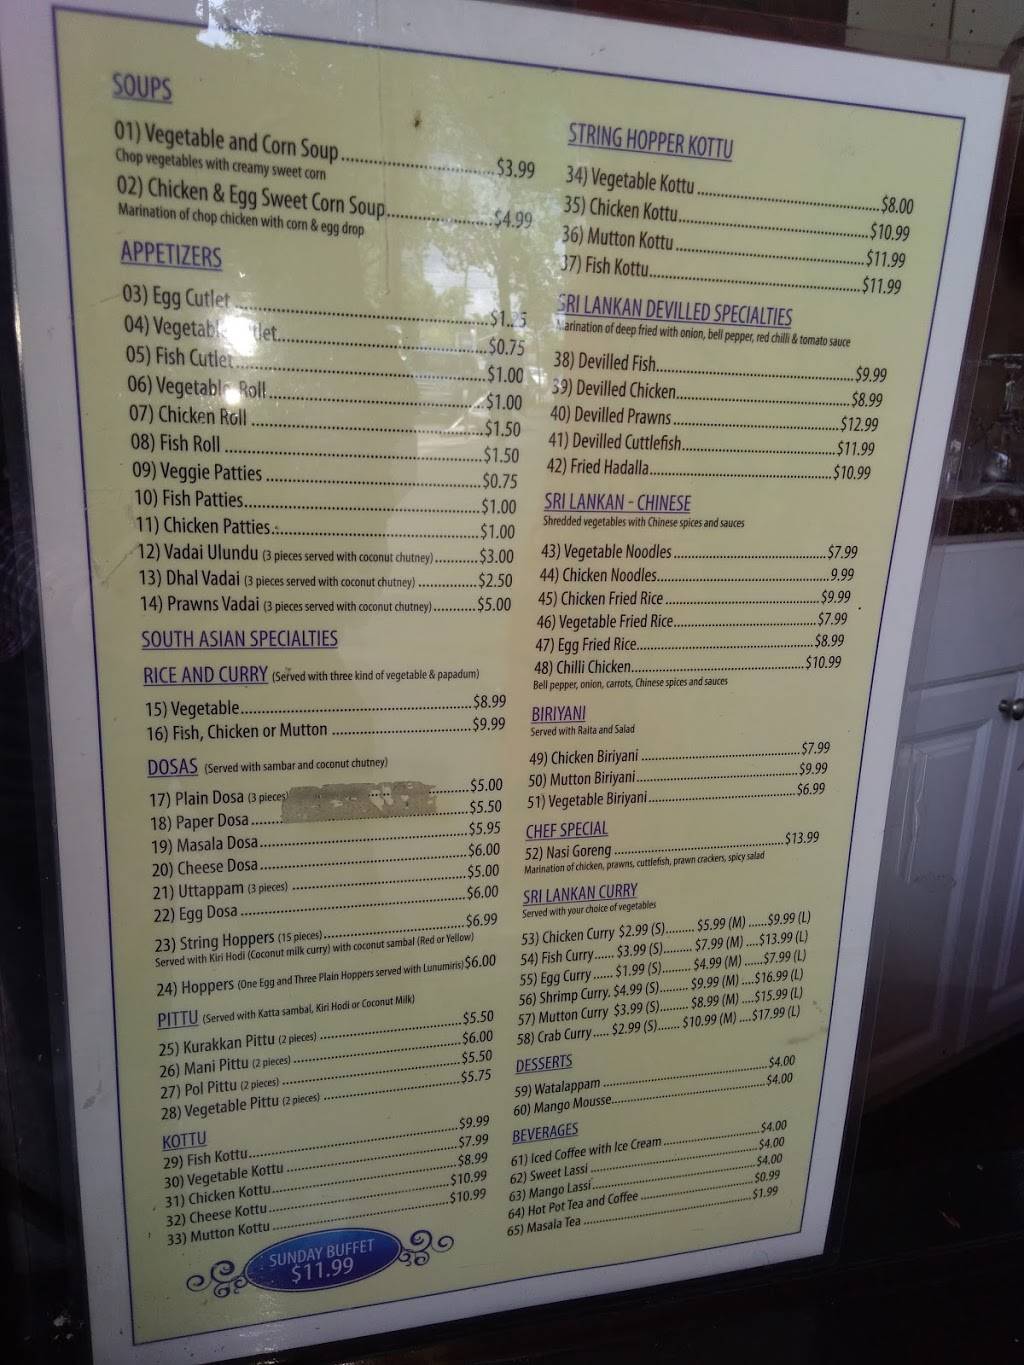 SOUPS
01) Vegetable and Corn Soup $3.99
Chop vegetables with creamy sweet corn
02) Chicken & Egg Sweet Corn Soup $4.99
Marination of chop chicken with corn & egg drop
APPETIZERS
03) Egg Cutlet $1.25
04) Vegetable Cutlet $0.75
05) Fish Cutlet $1.00
06) Vegetable Roll $1.00
07) Chicken Roll $1.50
08) Fish Roll $1.50
09) Veggie Patties $0.75
10) Fish Patties $1.00
11) Chicken Patties $1.00
12) Vadai Ulundu (3 pieces served with coconut chutney) $3.00
13) Dhal Vadai (3 pieces served with coconut chutney) $2.50
14) Prawns Vadai (3 pieces served with coconut chutney) $5.00
SOUTH ASIAN SPECIALTIES
RICE AND CURRY (Served with three kind of vegetable & papadum)
15) Vegetable $8.99
16) Fish, Chicken or Mutton $9.99
DOSAS (Served with sambar and coconut chutney)
17) Plain Dosa (3 pieces) $5.00
18) Paper Dosa $5.50
19) Masala Dosa $5.95
20) Cheese Dosa $6.00
21) Uttappam (3 pieces) $5.00
22) Egg Dosa $6.00
23) String Hoppers (15 pieces) $6.99
Served with Kiri Hodi (Coconut milk curry) with coconut sambal (Red or Yellow)
24) Hoppers (One Egg and Three Plain Hoppers served with Lunumiris) $6.00
PITTU (Served with Katta sambal, Kiri Hodi or Coconut Milk)
25) Kurakkan Pittu (2 pieces) $5.50
26) Mani Pittu (2 pieces) $6.00
27) Pol Pittu (2 pieces) $5.50
28) Vegetable Pittu (2 pieces) $5.75
KOTTU
29) Fish Kottu $9.99
30) Vegetable Kottu $7.99
31) Chicken Kottu $8.99
32) Cheese Kottu $10.99
33) Mutton Kottu $10.99
SUNDAY BUFFET
$11.99
STRING HOPPER KOTTU
34) Vegetable Kottu $8.00
35) Chicken Kottu $10.99
36) Mutton Kottu $11.99
37) Fish Kottu $11.99
SRI LANKAN DEVILLED SPECIALTIES
Marination of deep fried with onion, bell pepper, red chilli & tomato sauce
38) Devilled Fish $9.99
39) Devilled Chicken $8.99
40) Devilled Prawns $12.99
41) Devilled Cuttlefish $11.99
42) Fried Hadalla $10.99
SRI LANKAN - CHINESE
Shredded vegetables with Chinese spices and sauces
43) Vegetable Noodles $7.99
44) Chicken Noodles 9.99
45) Chicken Fried Rice $9.99
46) Vegetable Fried Rice $7.99
47) Egg Fried Rice $8.99
48) Chilli Chicken $10.99
Bell pepper, onion, carrots, Chinese spices and sauces
BIRIYANI
Served with Raita and Salad
49) Chicken Biriyani $7.99
50) Mutton Biriyani $9.99
51) Vegetable Biriyani $6.99
CHEF SPECIAL
52) Nasi Goreng $13.99
Marination of chicken, prawns, cuttlefish, prawn crackers, spicy salad
SRI LANKAN CURRY
Served with your choice of vegetables
53) Chicken Curry $2.99 (S) $5.99 (M) $9.99 (L)
54) Fish Curry $3.99 (S) $7.99 (M) $13.99 (L)
55) Egg Curry $1.99 (S) $4.99 (M) $7.99 (L)
56) Shrimp Curry $4.99 (S) $9.99 (M) $16.99 (L)
57) Mutton Curry $3.99 (S) $8.99 (M) $15.99 (L)
58) Crab Curry $2.99 (S) $10.99 (M) $17.99 (L)
DESSERTS
59) Watalappam $4.00
60) Mango Mousse $4.00
BEVERAGES
61) Iced Coffee with Ice Cream $4.00
62) Sweet Lassi $4.00
63) Mango Lassi $4.00
64) Hot Pot Tea and Coffee $0.99
65) Masala Tea $1.99